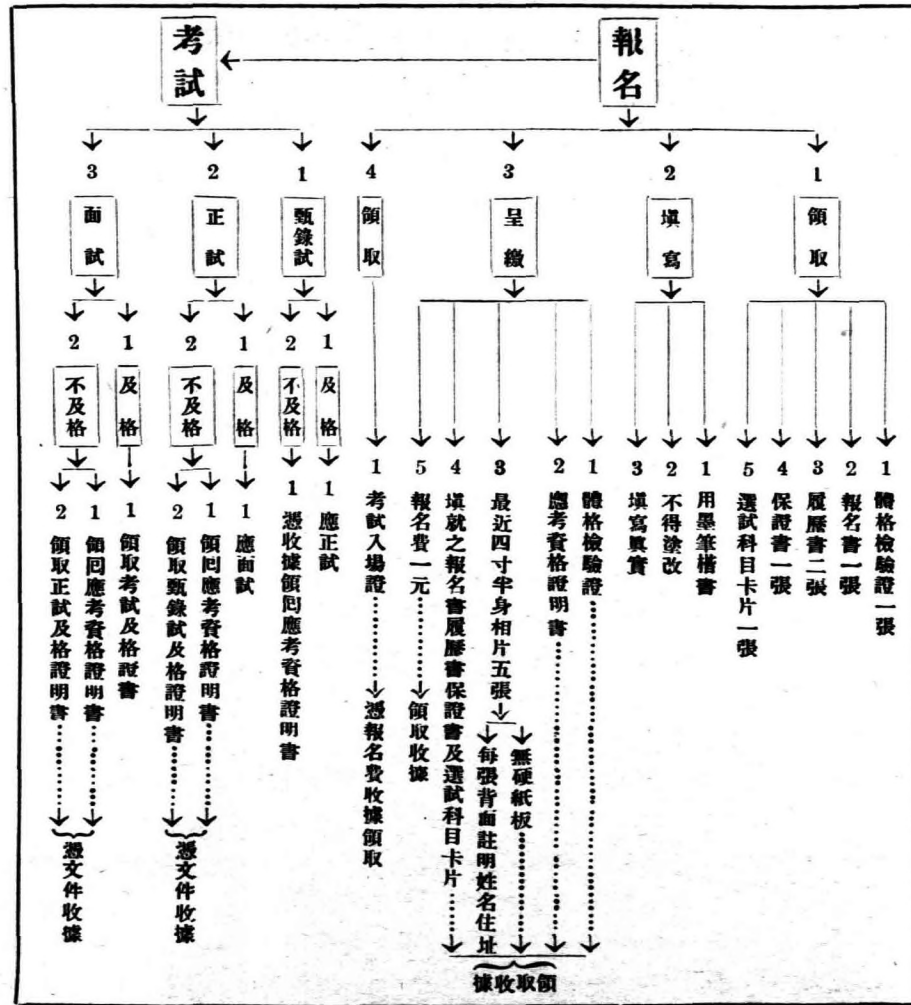 報名
1
領取
1
體格檢驗證一張
2
報名書一張
3
履歷書二張
4
保證書一張
5
選試科目卡片一張
2
填寫
1
用墨筆楷書
2
不得塗改
3
填寫真實
3
呈繳
1
體格檢驗證
2
應考資格證明書
3
最近四寸半身相片五張
無硬紙板
每張背面註明姓名住址
4
填就之報名書履歷書保證書及選試科目卡片
領取收據
5
報名費一元
領取收據
4
領取
1
考試入場證
憑報名費收據領取
考試
1
甄錄試
1
及格
1
應正試
2
不及格
1
憑收據領囘應考資格證明書
2
正試
1
及格
1
應面試
2
不及格
1
領囘應考資格證明書
2
領取甄錄試及格證明書
憑文件收據
3
面試
1
及格
1
領取考試及格證書
2
不及格
1
領囘應考資格證明書
2
領取正試及格證明書
憑文件收據